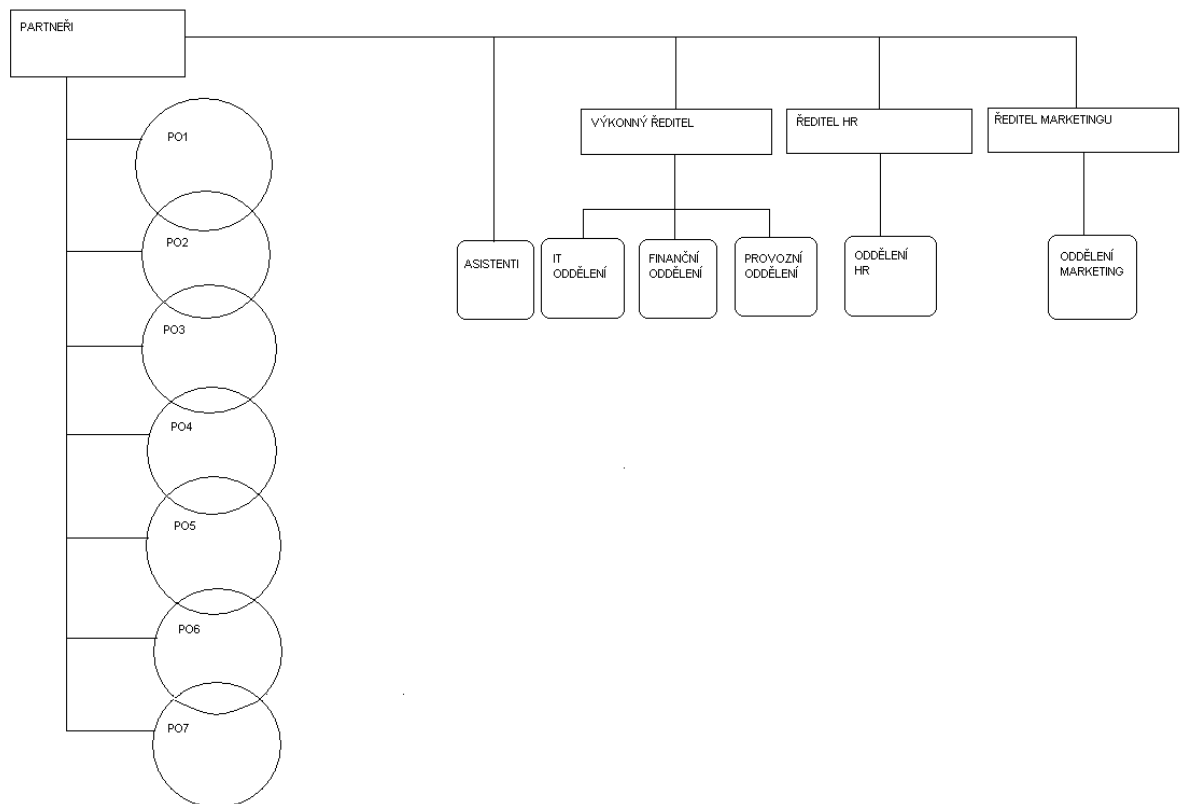 PARTNEŘI
PO1
PO2
PO3
PO4
PO5
PO6
PO7
VÝKONNÝ ŘEDITEL
ŘEDITEL HR
ŘEDITEL MARKETINGU
ASISTENTI
IT
ODDĚLENÍ
FINANČNÍ
ODDĚLENÍ
PROVOZNÍ
ODDĚLENÍ
ODDĚLENÍ
HR
ODDĚLENÍ
MARKETING